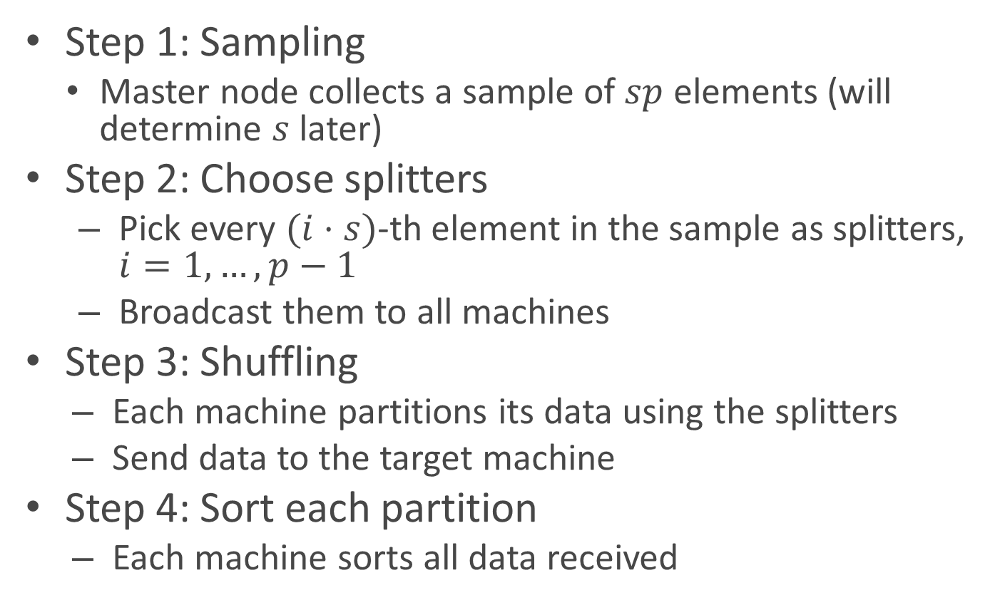 • Step 1: Sampling
• Master node collects a sample of sp elements (will
determine s later)
• Step 2: Choose splitters
– Pick every (i · s)-th element in the sample as splitters,
i = 1, … , p − 1
– Broadcast them to all machines
• Step 3: Shuffling
– Each machine partitions its data using the splitters
– Send data to the target machine
• Step 4: Sort each partition
– Each machine sorts all data received